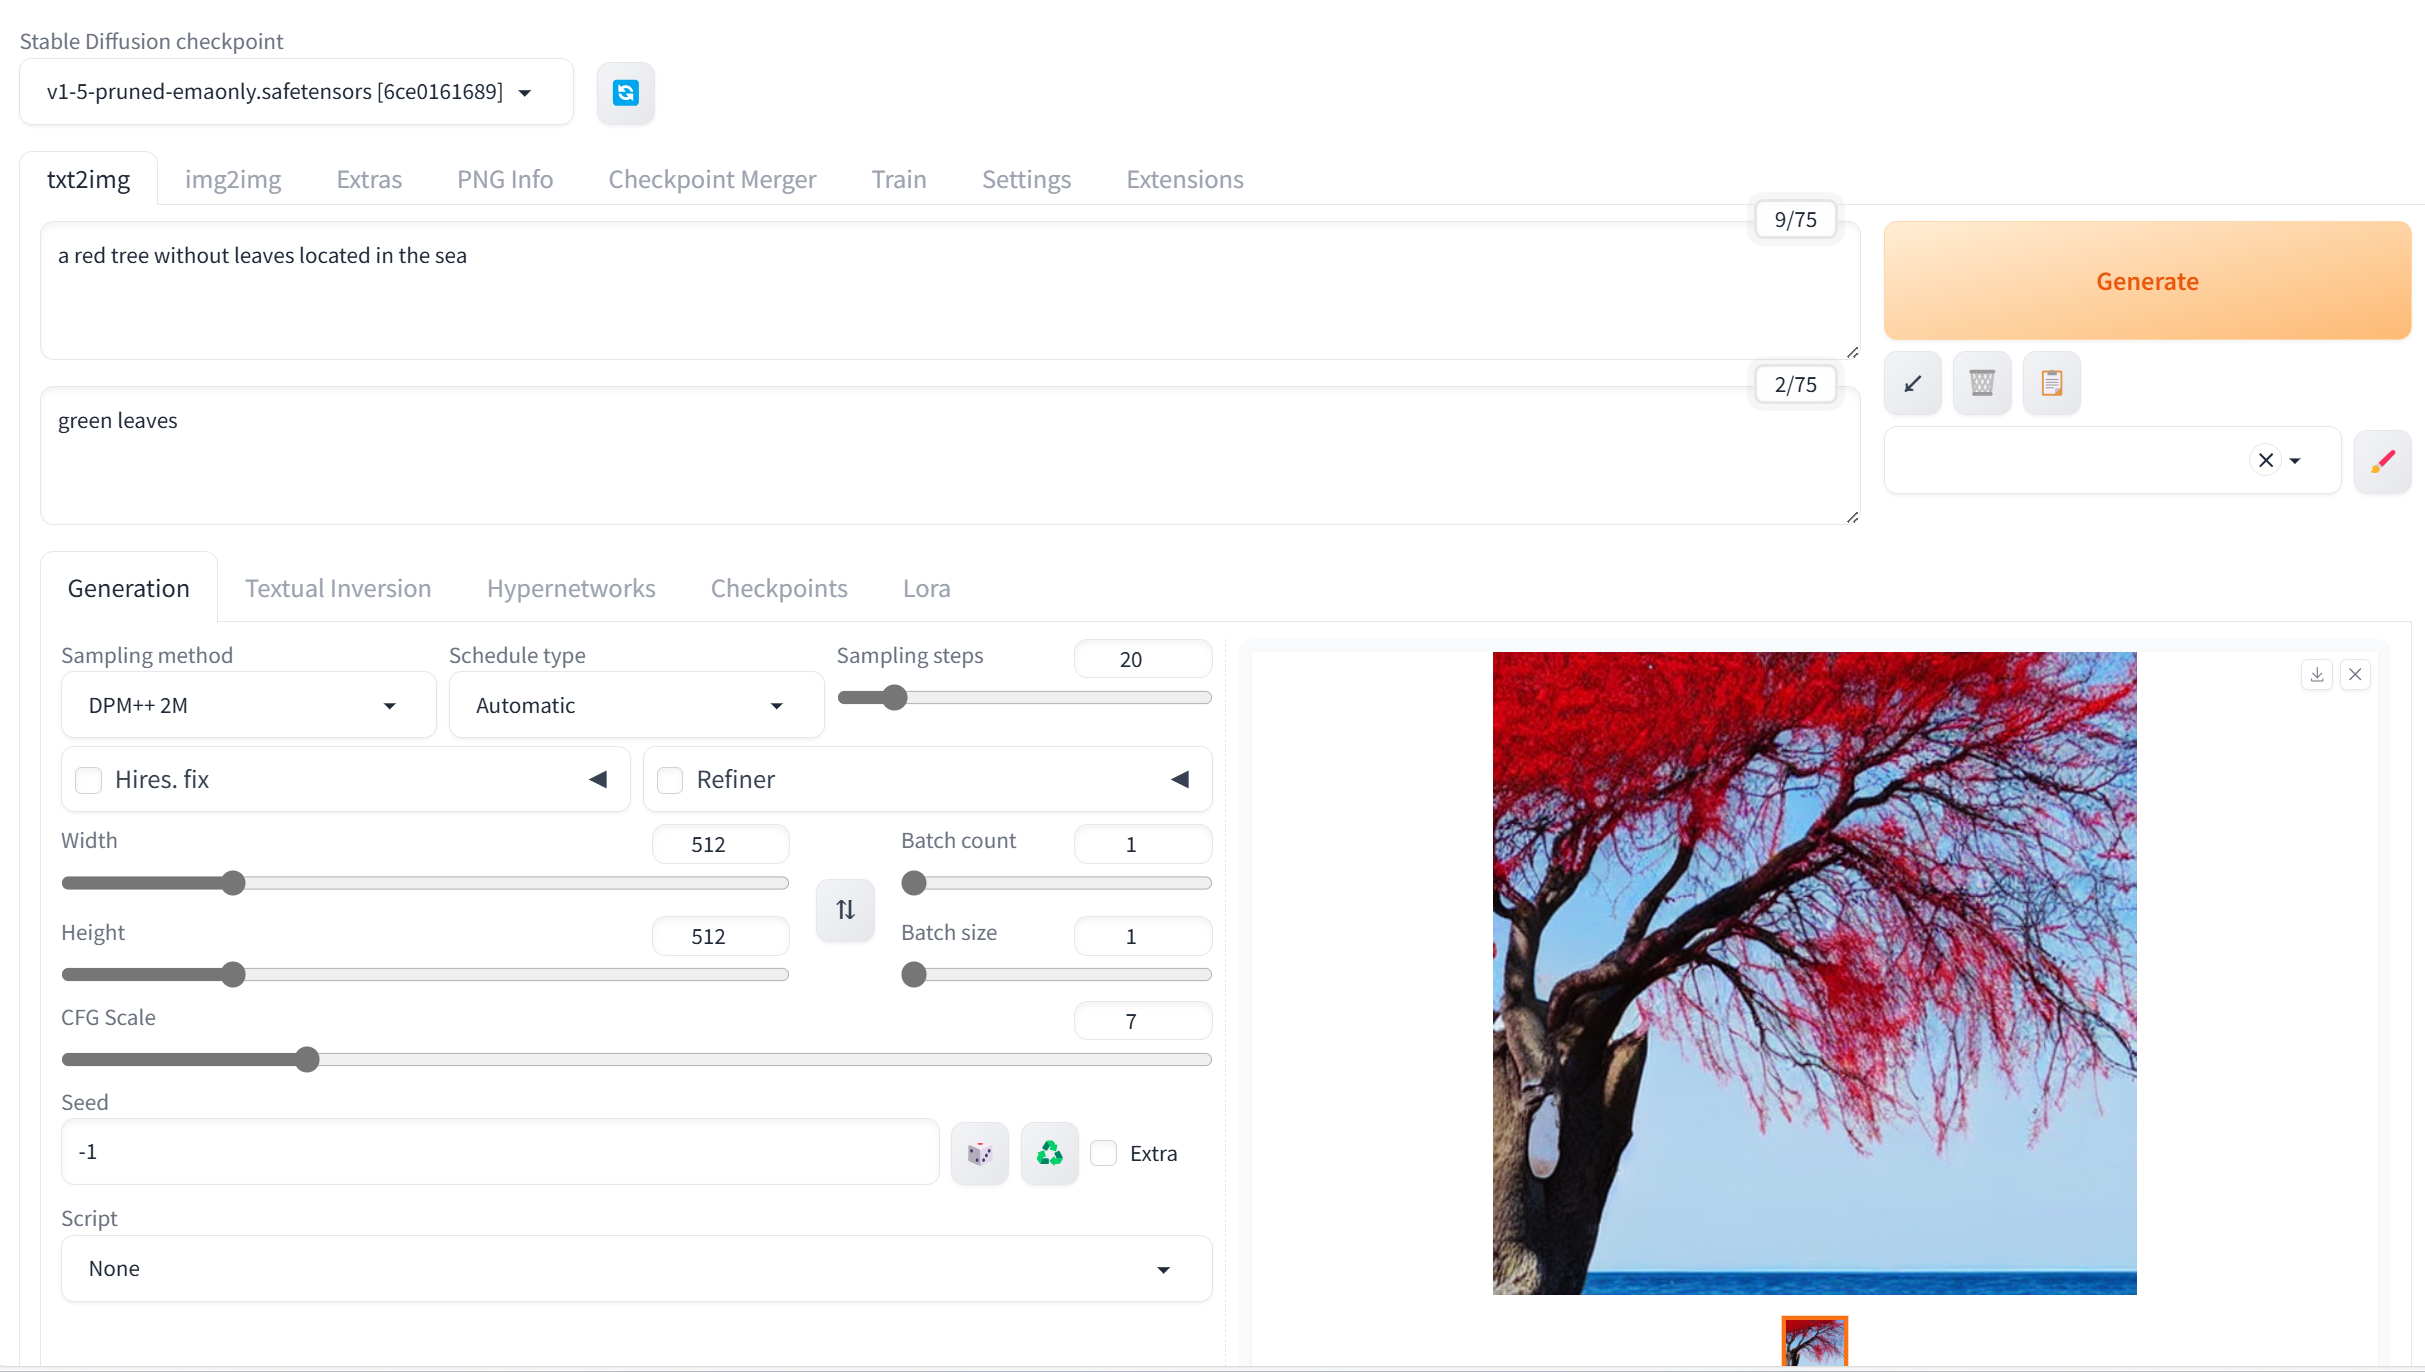 Stable Diffusion checkpoint
v1-5-pruned-emaonly.safetensors [6ce0161689]
txt2img img2img Extras PNG Info Checkpoint Merger Train Settings Extensions
9/75
a red tree without leaves located in the sea
Generate
2/75
green leaves
Generation Textual Inversion Hypernetworks Checkpoints Lora
Sampling method Schedule type Sampling steps 20
DPM++ 2M Automatic
Hires. fix Refiner
Width 512 Batch count 1
Height 512 Batch size 1
CFG Scale 7
Seed
-1 Extra
Script
None